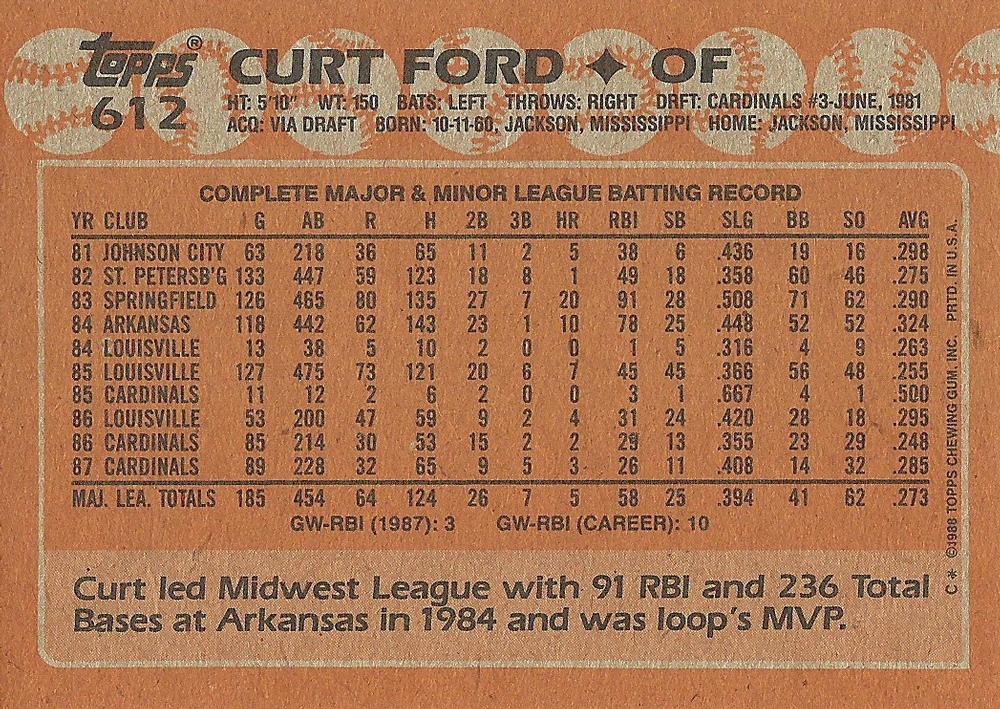 topps® CURT FORD ✦ OF
612 HT: 5'10" WT: 150 BATS: LEFT THROWS: RIGHT DRFT: CARDINALS #3-JUNE, 1981
ACQ: VIA DRAFT BORN: 10-11-60, JACKSON, MISSISSIPPI HOME: JACKSON, MISSISSIPPI
COMPLETE MAJOR & MINOR LEAGUE BATTING RECORD
YR CLUB G AB R H 2B 3B HR RBI SB SLG BB SO AVG
81 JOHNSON CITY 63 218 36 65 11 2 5 38 6 .436 19 16 .298
82 ST. PETERSB'G 133 447 59 123 18 8 1 49 18 .358 60 46 .275
83 SPRINGFIELD 126 465 80 135 27 7 20 91 28 .508 71 62 .290
84 ARKANSAS 118 442 62 143 23 1 10 78 25 .448 52 52 .324
84 LOUISVILLE 13 38 5 10 2 0 0 1 5 .316 4 9 .263
85 LOUISVILLE 127 475 73 121 20 6 7 45 45 .366 56 48 .255
85 CARDINALS 11 12 2 6 2 0 0 3 1 .667 4 1 .500
86 LOUISVILLE 53 200 47 59 9 2 4 31 24 .420 28 18 .295
86 CARDINALS 85 214 30 53 15 2 2 29 13 .355 23 29 .248
87 CARDINALS 89 228 32 65 9 5 3 26 11 .408 14 32 .285
MAJ. LEA. TOTALS 185 454 64 124 26 7 5 58 25 .394 41 62 .273
GW-RBI (1987): 3 GW-RBI (CAREER): 10
Curt led Midwest League with 91 RBI and 236 Total
Bases at Arkansas in 1984 and was loop's MVP.
C * ©1988 TOPPS CHEWING GUM, INC. PRTD. IN U.S.A.